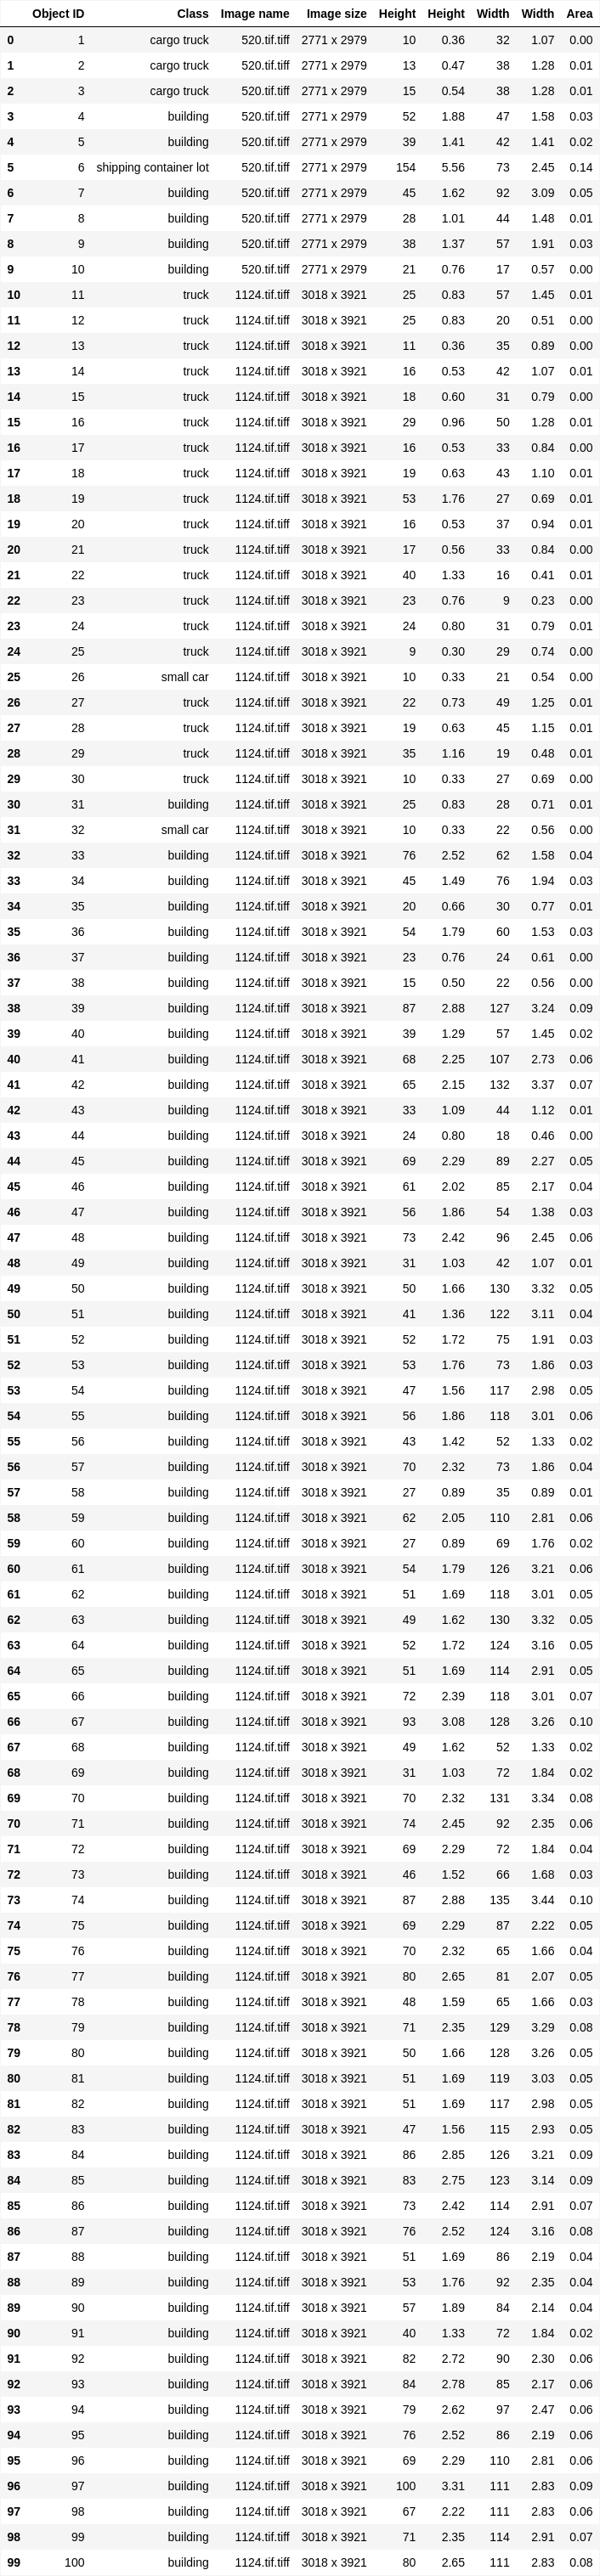 Object ID Class Image name Image size Height Height Width Width Area
0 1 cargo truck 520.tif.tiff 2771 x 2979 10 0.36 32 1.07 0.00
1 2 cargo truck 520.tif.tiff 2771 x 2979 13 0.47 38 1.28 0.01
2 3 cargo truck 520.tif.tiff 2771 x 2979 15 0.54 38 1.28 0.01
3 4 building 520.tif.tiff 2771 x 2979 52 1.88 47 1.58 0.03
4 5 building 520.tif.tiff 2771 x 2979 39 1.41 42 1.41 0.02
5 6 shipping container lot 520.tif.tiff 2771 x 2979 154 5.56 73 2.45 0.14
6 7 building 520.tif.tiff 2771 x 2979 45 1.62 92 3.09 0.05
7 8 building 520.tif.tiff 2771 x 2979 28 1.01 44 1.48 0.01
8 9 building 520.tif.tiff 2771 x 2979 38 1.37 57 1.91 0.03
9 10 building 520.tif.tiff 2771 x 2979 21 0.76 17 0.57 0.00
10 11 truck 1124.tif.tiff 3018 x 3921 25 0.83 57 1.45 0.01
11 12 truck 1124.tif.tiff 3018 x 3921 25 0.83 20 0.51 0.00
12 13 truck 1124.tif.tiff 3018 x 3921 11 0.36 35 0.89 0.00
13 14 truck 1124.tif.tiff 3018 x 3921 16 0.53 42 1.07 0.01
14 15 truck 1124.tif.tiff 3018 x 3921 18 0.60 31 0.79 0.00
15 16 truck 1124.tif.tiff 3018 x 3921 29 0.96 50 1.28 0.01
16 17 truck 1124.tif.tiff 3018 x 3921 16 0.53 33 0.84 0.00
17 18 truck 1124.tif.tiff 3018 x 3921 19 0.63 43 1.10 0.01
18 19 truck 1124.tif.tiff 3018 x 3921 53 1.76 27 0.69 0.01
19 20 truck 1124.tif.tiff 3018 x 3921 16 0.53 37 0.94 0.01
20 21 truck 1124.tif.tiff 3018 x 3921 17 0.56 33 0.84 0.00
21 22 truck 1124.tif.tiff 3018 x 3921 40 1.33 16 0.41 0.01
22 23 truck 1124.tif.tiff 3018 x 3921 23 0.76 9 0.23 0.00
23 24 truck 1124.tif.tiff 3018 x 3921 24 0.80 31 0.79 0.01
24 25 truck 1124.tif.tiff 3018 x 3921 9 0.30 29 0.74 0.00
25 26 small car 1124.tif.tiff 3018 x 3921 10 0.33 21 0.54 0.00
26 27 truck 1124.tif.tiff 3018 x 3921 22 0.73 49 1.25 0.01
27 28 truck 1124.tif.tiff 3018 x 3921 19 0.63 45 1.15 0.01
28 29 truck 1124.tif.tiff 3018 x 3921 35 1.16 19 0.48 0.01
29 30 truck 1124.tif.tiff 3018 x 3921 10 0.33 27 0.69 0.00
30 31 building 1124.tif.tiff 3018 x 3921 25 0.83 28 0.71 0.01
31 32 small car 1124.tif.tiff 3018 x 3921 10 0.33 22 0.56 0.00
32 33 building 1124.tif.tiff 3018 x 3921 76 2.52 62 1.58 0.04
33 34 building 1124.tif.tiff 3018 x 3921 45 1.49 76 1.94 0.03
34 35 building 1124.tif.tiff 3018 x 3921 20 0.66 30 0.77 0.01
35 36 building 1124.tif.tiff 3018 x 3921 54 1.79 60 1.53 0.03
36 37 building 1124.tif.tiff 3018 x 3921 23 0.76 24 0.61 0.00
37 38 building 1124.tif.tiff 3018 x 3921 15 0.50 22 0.56 0.00
38 39 building 1124.tif.tiff 3018 x 3921 87 2.88 127 3.24 0.09
39 40 building 1124.tif.tiff 3018 x 3921 39 1.29 57 1.45 0.02
40 41 building 1124.tif.tiff 3018 x 3921 68 2.25 107 2.73 0.06
41 42 building 1124.tif.tiff 3018 x 3921 65 2.15 132 3.37 0.07
42 43 building 1124.tif.tiff 3018 x 3921 33 1.09 44 1.12 0.01
43 44 building 1124.tif.tiff 3018 x 3921 24 0.80 18 0.46 0.00
44 45 building 1124.tif.tiff 3018 x 3921 69 2.29 89 2.27 0.05
45 46 building 1124.tif.tiff 3018 x 3921 61 2.02 85 2.17 0.04
46 47 building 1124.tif.tiff 3018 x 3921 56 1.86 54 1.38 0.03
47 48 building 1124.tif.tiff 3018 x 3921 73 2.42 96 2.45 0.06
48 49 building 1124.tif.tiff 3018 x 3921 31 1.03 42 1.07 0.01
49 50 building 1124.tif.tiff 3018 x 3921 50 1.66 130 3.32 0.05
50 51 building 1124.tif.tiff 3018 x 3921 41 1.36 122 3.11 0.04
51 52 building 1124.tif.tiff 3018 x 3921 52 1.72 75 1.91 0.03
52 53 building 1124.tif.tiff 3018 x 3921 53 1.76 73 1.86 0.03
53 54 building 1124.tif.tiff 3018 x 3921 47 1.56 117 2.98 0.05
54 55 building 1124.tif.tiff 3018 x 3921 56 1.86 118 3.01 0.06
55 56 building 1124.tif.tiff 3018 x 3921 43 1.42 52 1.33 0.02
56 57 building 1124.tif.tiff 3018 x 3921 70 2.32 73 1.86 0.04
57 58 building 1124.tif.tiff 3018 x 3921 27 0.89 35 0.89 0.01
58 59 building 1124.tif.tiff 3018 x 3921 62 2.05 110 2.81 0.06
59 60 building 1124.tif.tiff 3018 x 3921 27 0.89 69 1.76 0.02
60 61 building 1124.tif.tiff 3018 x 3921 54 1.79 126 3.21 0.06
61 62 building 1124.tif.tiff 3018 x 3921 51 1.69 118 3.01 0.05
62 63 building 1124.tif.tiff 3018 x 3921 49 1.62 130 3.32 0.05
63 64 building 1124.tif.tiff 3018 x 3921 52 1.72 124 3.16 0.05
64 65 building 1124.tif.tiff 3018 x 3921 51 1.69 114 2.91 0.05
65 66 building 1124.tif.tiff 3018 x 3921 72 2.39 118 3.01 0.07
66 67 building 1124.tif.tiff 3018 x 3921 93 3.08 128 3.26 0.10
67 68 building 1124.tif.tiff 3018 x 3921 49 1.62 52 1.33 0.02
68 69 building 1124.tif.tiff 3018 x 3921 31 1.03 72 1.84 0.02
69 70 building 1124.tif.tiff 3018 x 3921 70 2.32 131 3.34 0.08
70 71 building 1124.tif.tiff 3018 x 3921 74 2.45 92 2.35 0.06
71 72 building 1124.tif.tiff 3018 x 3921 69 2.29 72 1.84 0.04
72 73 building 1124.tif.tiff 3018 x 3921 46 1.52 66 1.68 0.03
73 74 building 1124.tif.tiff 3018 x 3921 87 2.88 135 3.44 0.10
74 75 building 1124.tif.tiff 3018 x 3921 69 2.29 87 2.22 0.05
75 76 building 1124.tif.tiff 3018 x 3921 70 2.32 65 1.66 0.04
76 77 building 1124.tif.tiff 3018 x 3921 80 2.65 81 2.07 0.05
77 78 building 1124.tif.tiff 3018 x 3921 48 1.59 65 1.66 0.03
78 79 building 1124.tif.tiff 3018 x 3921 71 2.35 129 3.29 0.08
79 80 building 1124.tif.tiff 3018 x 3921 50 1.66 128 3.26 0.05
80 81 building 1124.tif.tiff 3018 x 3921 51 1.69 119 3.03 0.05
81 82 building 1124.tif.tiff 3018 x 3921 51 1.69 117 2.98 0.05
82 83 building 1124.tif.tiff 3018 x 3921 47 1.56 115 2.93 0.05
83 84 building 1124.tif.tiff 3018 x 3921 86 2.85 126 3.21 0.09
84 85 building 1124.tif.tiff 3018 x 3921 83 2.75 123 3.14 0.09
85 86 building 1124.tif.tiff 3018 x 3921 73 2.42 114 2.91 0.07
86 87 building 1124.tif.tiff 3018 x 3921 76 2.52 124 3.16 0.08
87 88 building 1124.tif.tiff 3018 x 3921 51 1.69 86 2.19 0.04
88 89 building 1124.tif.tiff 3018 x 3921 53 1.76 92 2.35 0.04
89 90 building 1124.tif.tiff 3018 x 3921 57 1.89 84 2.14 0.04
90 91 building 1124.tif.tiff 3018 x 3921 40 1.33 72 1.84 0.02
91 92 building 1124.tif.tiff 3018 x 3921 82 2.72 90 2.30 0.06
92 93 building 1124.tif.tiff 3018 x 3921 84 2.78 85 2.17 0.06
93 94 building 1124.tif.tiff 3018 x 3921 79 2.62 97 2.47 0.06
94 95 building 1124.tif.tiff 3018 x 3921 76 2.52 86 2.19 0.06
95 96 building 1124.tif.tiff 3018 x 3921 69 2.29 110 2.81 0.06
96 97 building 1124.tif.tiff 3018 x 3921 100 3.31 111 2.83 0.09
97 98 building 1124.tif.tiff 3018 x 3921 67 2.22 111 2.83 0.06
98 99 building 1124.tif.tiff 3018 x 3921 71 2.35 114 2.91 0.07
99 100 building 1124.tif.tiff 3018 x 3921 80 2.65 111 2.83 0.08